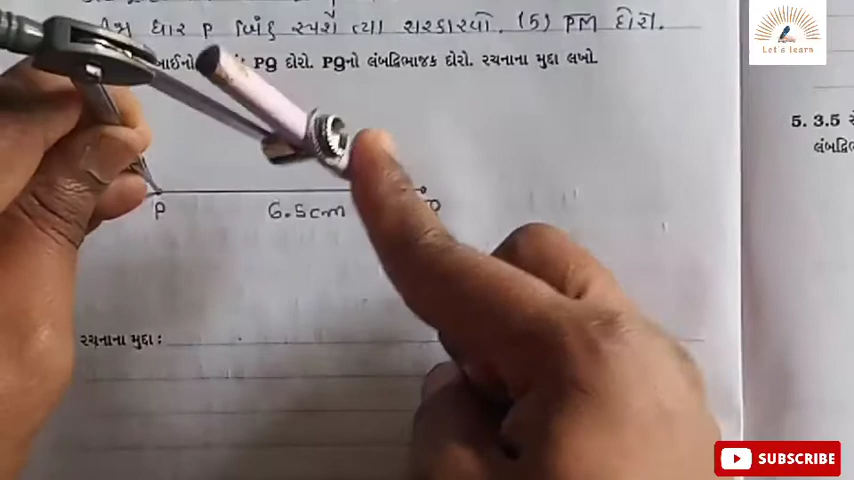 ધાર P બિંદુ સ્પર્શે ત્યાં સરકારવો. (5) PM દોરો.
PQ દોરો. PQનો લંબદ્વિભાજક દોરો. રચનાના મુદ્દા લખો.
P 6.5cm
રચનાના મુદ્દા :
5. 3.5
Let's learn
SUBSCRIBE